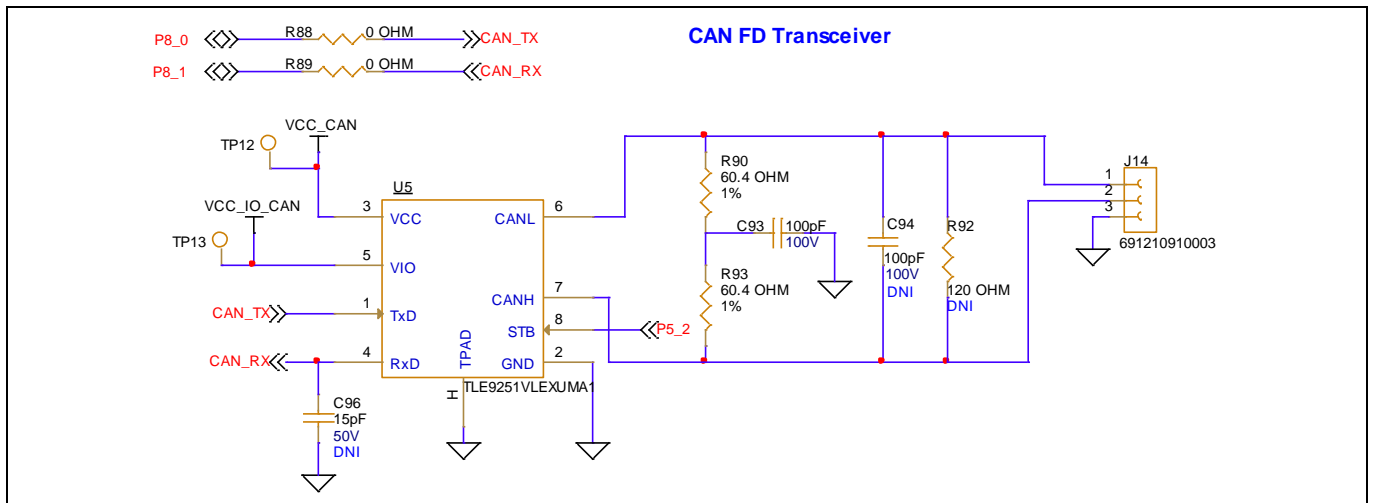 CAN FD Transceiver
P8_0
R88
0 OHM
CAN_TX
P8_1
R89
0 OHM
CAN_RX
VCC_CAN
TP12
VCC_IO_CAN
TP13
CAN_TX
CAN_RX
U5
3
VCC
CANL
6
5
VIO
CANH
7
1
TxD
STB
8
P5_2
4
RxD
TPAD
GND
2
H
TLE9251VLEXUMA1
C96
15pF
50V
DNI
R90
60.4 OHM
1%
C93
100pF
100V
R93
60.4 OHM
1%
C94
100pF
100V
DNI
R92
120 OHM
DNI
J14
1
2
3
691210910003